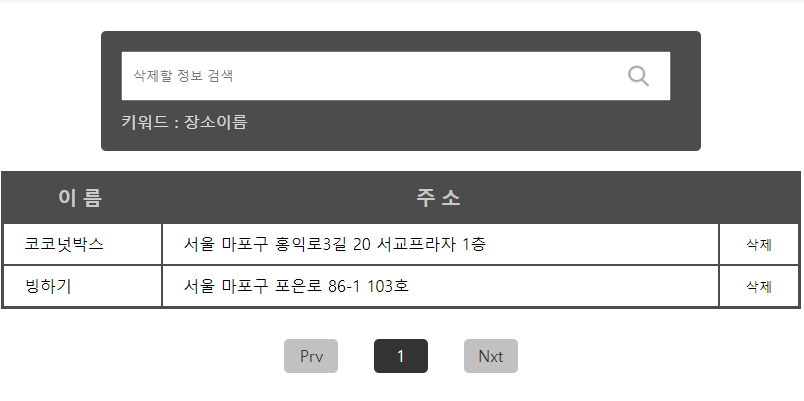 삭제할 정보 검색
키워드 : 장소이름
이 름 주 소
코코넛박스 서울 마포구 홍익로3길 20 서교프라자 1층 삭제
빙하기 서울 마포구 포은로 86-1 103호 삭제
Prv 1 Nxt